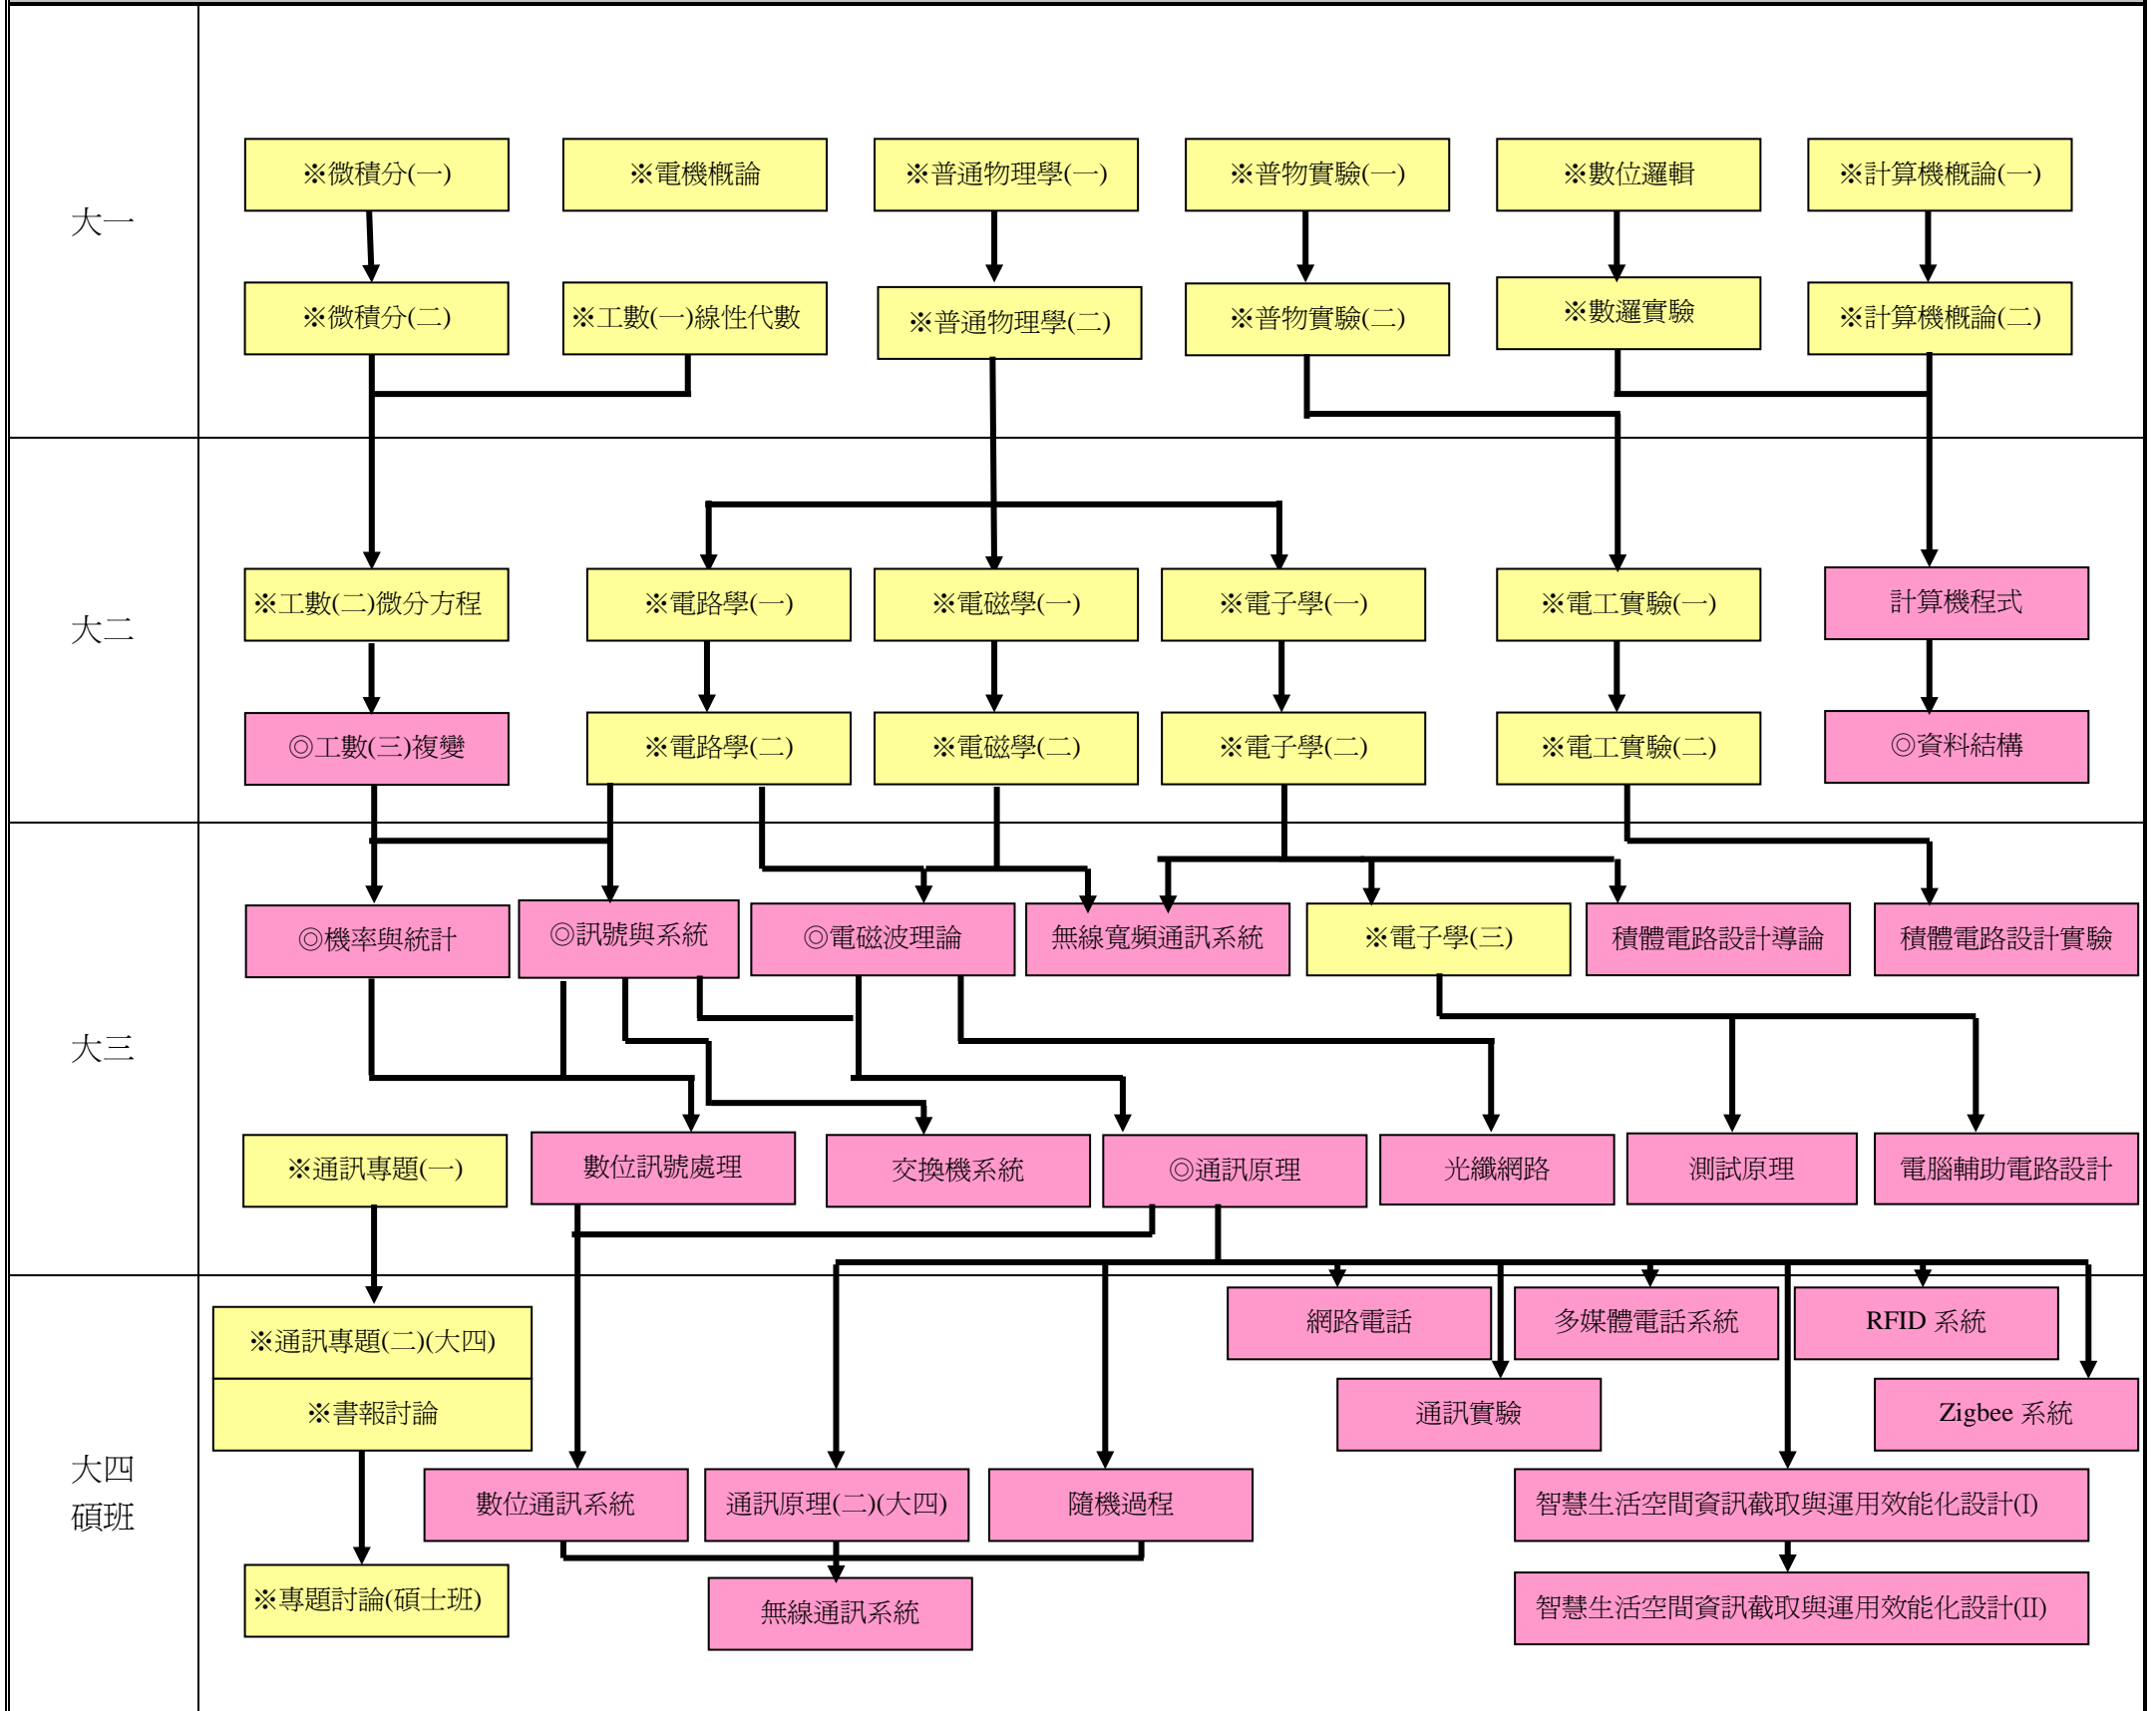 大一
※微積分(一)
※電機概論
※普通物理學(一)
※普物實驗(一)
※數位邏輯
※計算機概論(一)
※微積分(二)
※工數(一)線性代數
※普通物理學(二)
※普物實驗(二)
※數邏實驗
※計算機概論(二)
大二
※工數(二)微分方程
※電路學(一)
※電磁學(一)
※電子學(一)
※電工實驗(一)
計算機程式
◎工數(三)複變
※電路學(二)
※電磁學(二)
※電子學(二)
※電工實驗(二)
◎資料結構
大三
◎機率與統計
◎訊號與系統
◎電磁波理論
無線寬頻通訊系統
※電子學(三)
積體電路設計導論
積體電路設計實驗
※通訊專題(一)
數位訊號處理
交換機系統
◎通訊原理
光纖網路
測試原理
電腦輔助電路設計
大四
碩班
※通訊專題(二)(大四)
網路電話
多媒體電話系統
RFID 系統
※書報討論
通訊實驗
Zigbee 系統
數位通訊系統
通訊原理(二)(大四)
隨機過程
智慧生活空間資訊截取與運用效能化設計(I)
※專題討論(碩士班)
無線通訊系統
智慧生活空間資訊截取與運用效能化設計(II)